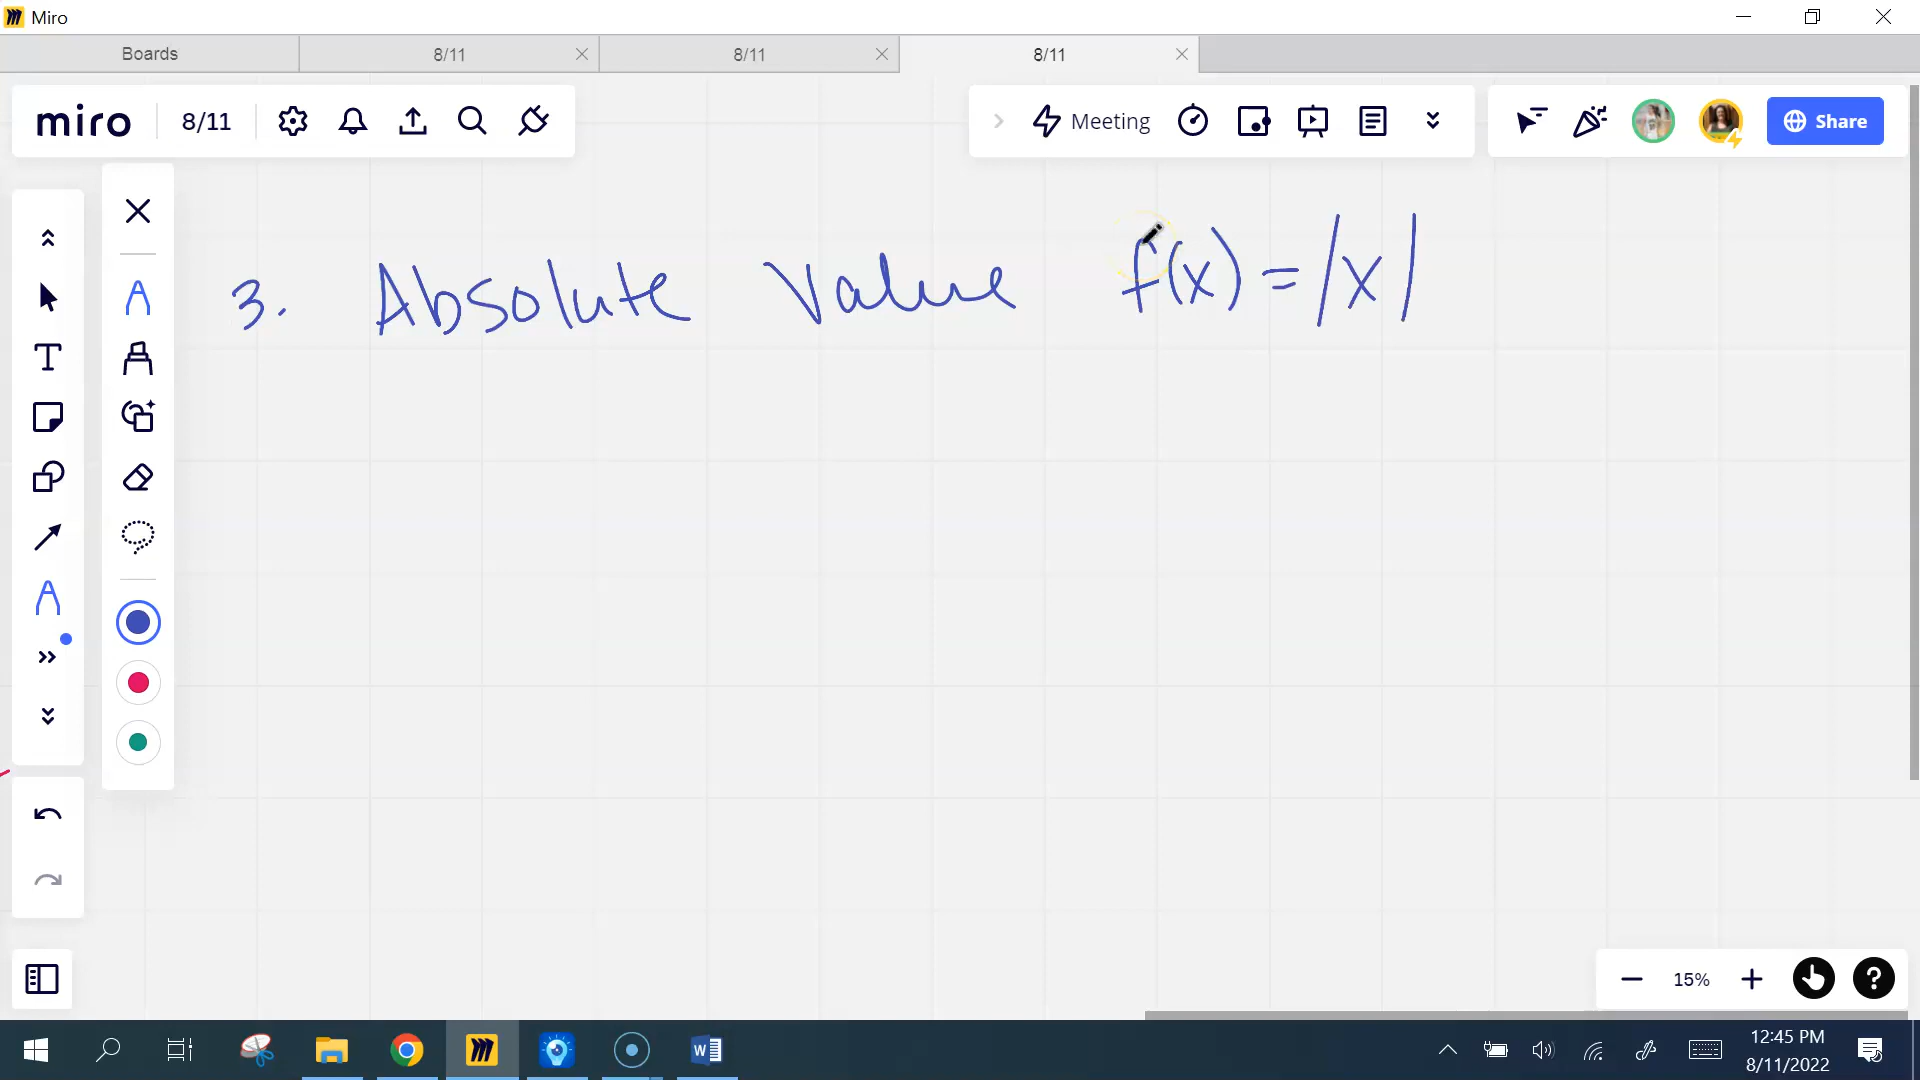 Miro
Boards 8/11 8/11 8/11
miro 8/11 Meeting Share
3. Absolute Value f(x) = |x|
15%
12:45 PM
8/11/2022